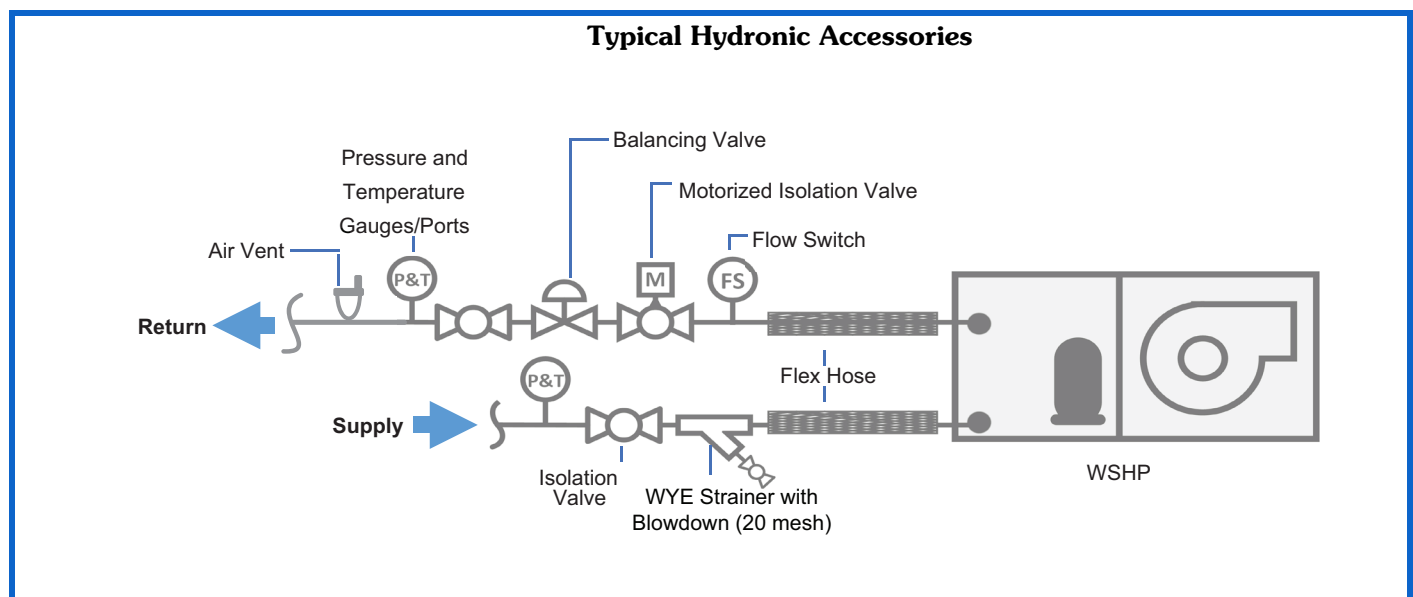 Typical Hydronic Accessories
Balancing Valve
Pressure and
Temperature
Gauges/Ports
Motorized Isolation Valve
Air Vent
Flow Switch
P&T
M
FS
Return
Flex Hose
P&T
Supply
Isolation
Valve
WYE Strainer with
Blowdown (20 mesh)
WSHP